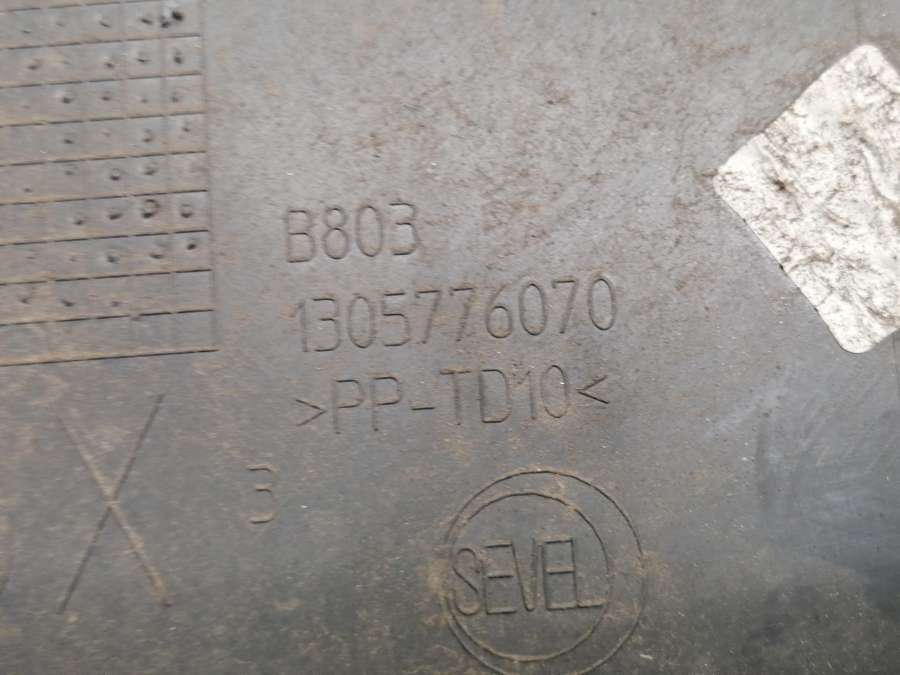 B803
1305776070
>PP-TD10<
X
3
SEVEL